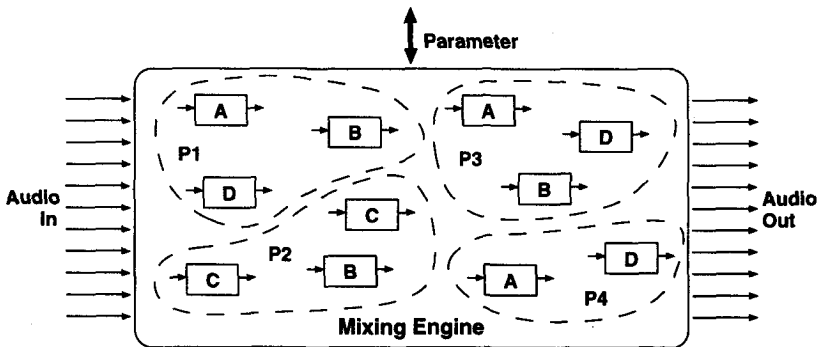 Parameter
A
B
P1
D
A
D
P3
B
Audio
In
C
P2
C
B
D
A
P4
Audio
Out
Mixing Engine